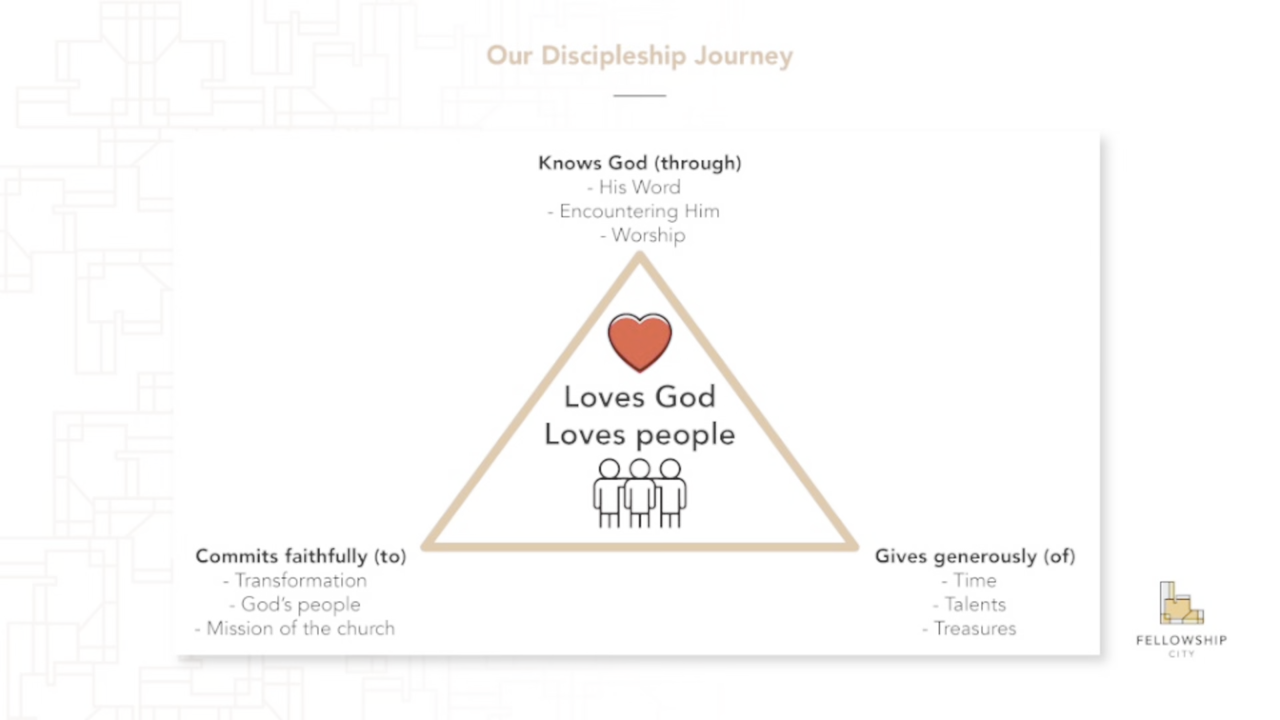 Our Discipleship Journey
Knows God (through)
- His Word
- Encountering Him
- Worship
Loves God
Loves people
Commits faithfully (to)
- Transformation
- God's people
- Mission of the church
Gives generously (of)
- Time
- Talents
- Treasures
FELLOWSHIP
CITY